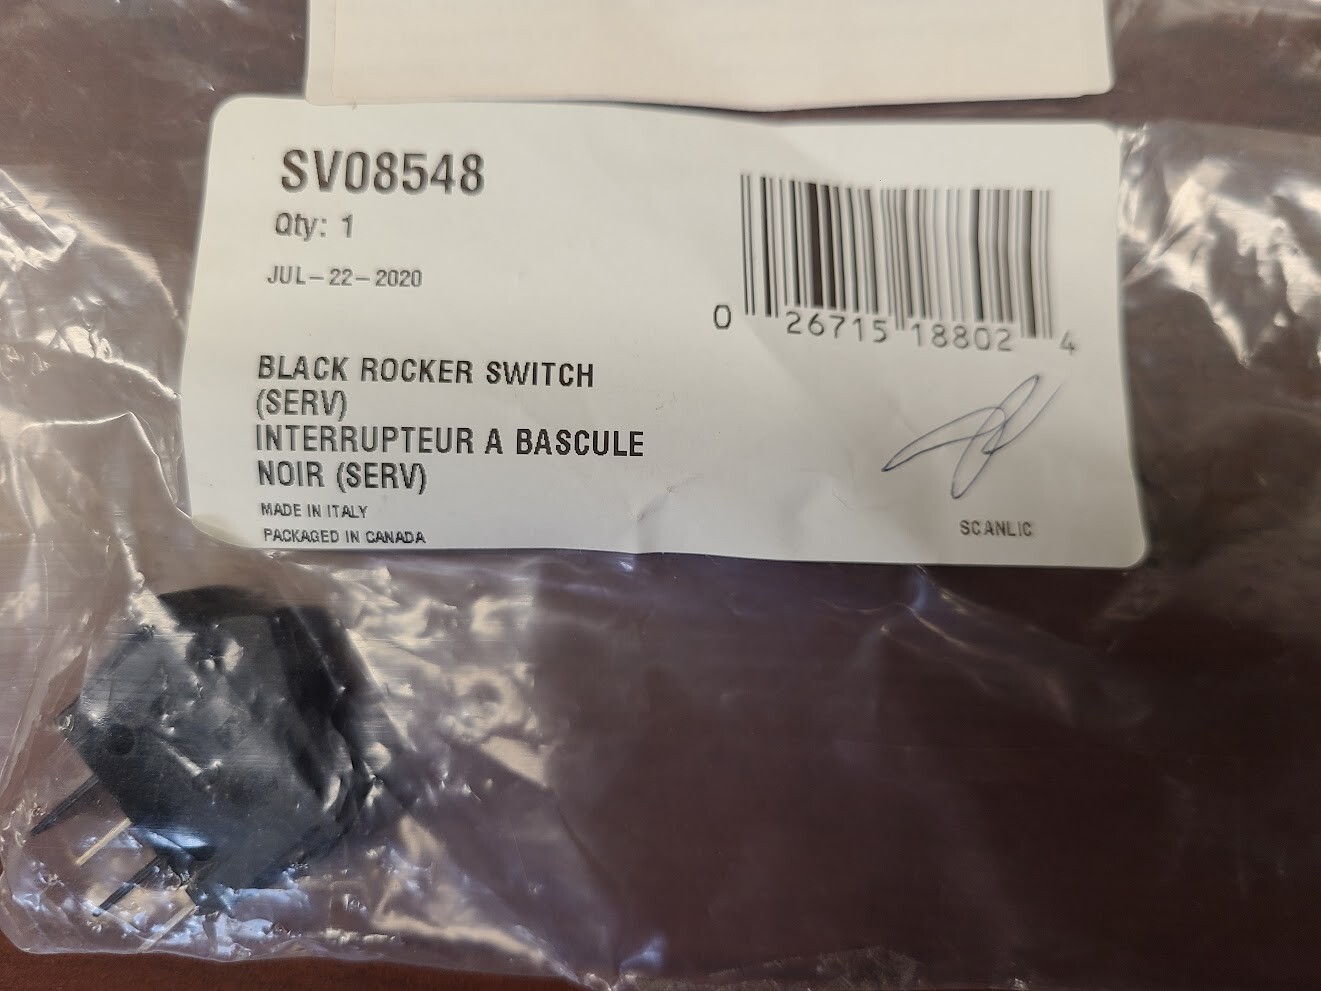 SV08548
Qty: 1
JUL-22-2020
0 26715 18802 4
BLACK ROCKER SWITCH
(SERV)
INTERRUPTEUR A BASCULE
NOIR (SERV)
MADE IN ITALY
PACKAGED IN CANADA
SCANLIC